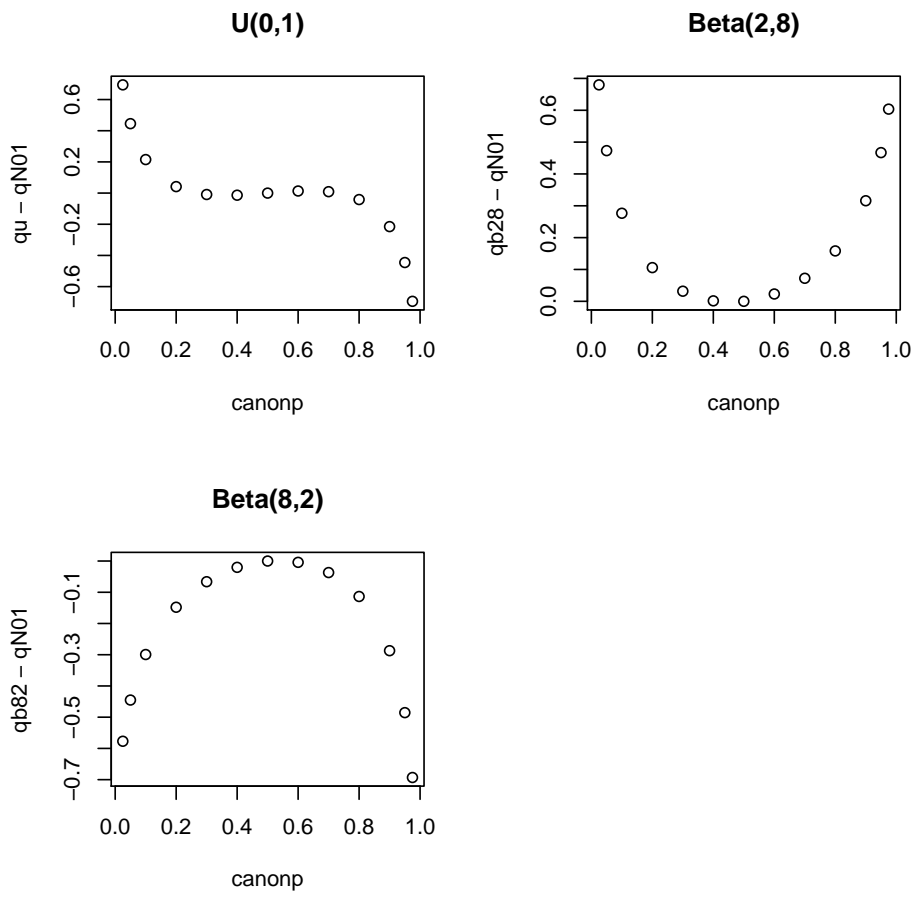 U(0,1)
qu − qN01
0.6
0.2
−0.2
−0.6
0.0 0.2 0.4 0.6 0.8 1.0
canonp
Beta(2,8)
qb28 − qN01
0.6
0.4
0.2
0.0
0.0 0.2 0.4 0.6 0.8 1.0
canonp
Beta(8,2)
qb82 − qN01
−0.1
−0.3
−0.5
−0.7
0.0 0.2 0.4 0.6 0.8 1.0
canonp